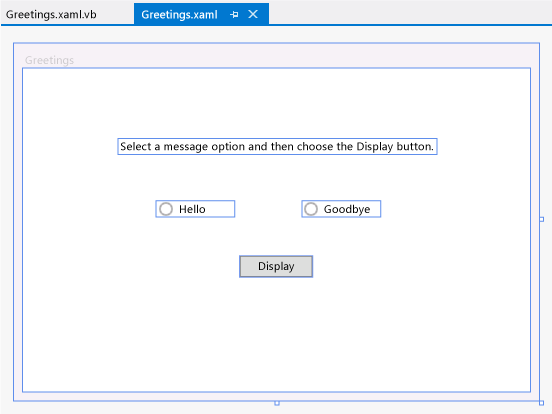 Greetings.xaml.vb
Greetings.xaml
Greetings
Select a message option and then choose the Display button.
Hello
Goodbye
Display